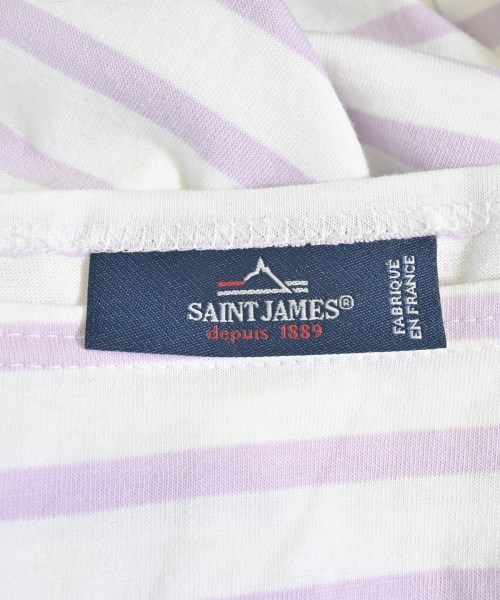 SAINT JAMES®
depuis 1889
FABRIQUÉ
EN FRANCE